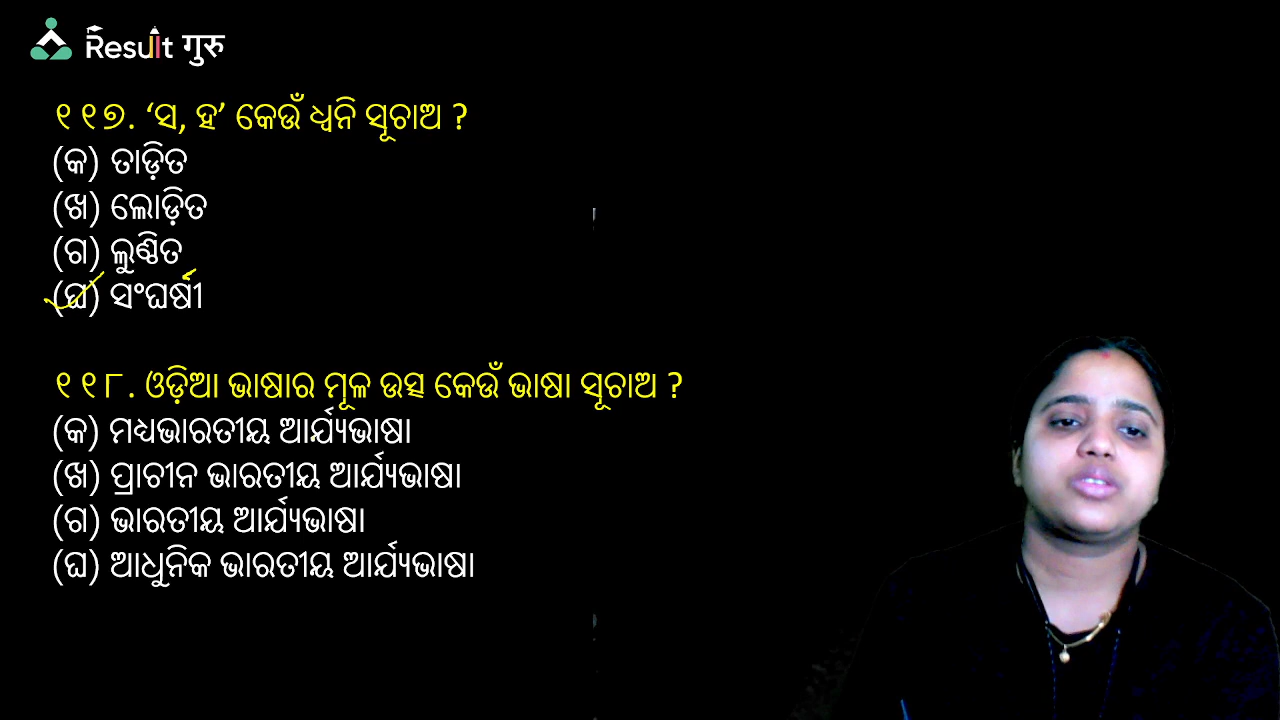 Result गुरु
୧୧୭. ‘ସ, ହ’ କେଉଁ ଧ୍ୱନି ସୂଚାଅ ?
(କ) ତାଡ଼ିତ
(ଖ) ଲୋଡ଼ିତ
(ଗ) ଲୁଣ୍ଠିତ
(ଘ) ସଂଘର୍ଷୀ
୧୧୮. ଓଡ଼ିଆ ଭାଷାର ମୂଳ ଉତ୍ସ କେଉଁ ଭାଷା ସୂଚାଅ ?
(କ) ମଧ୍ୟଭାରତୀୟ ଆର୍ଯ୍ୟଭାଷା
(ଖ) ପ୍ରାଚୀନ ଭାରତୀୟ ଆର୍ଯ୍ୟଭାଷା
(ଗ) ଭାରତୀୟ ଆର୍ଯ୍ୟଭାଷା
(ଘ) ଆଧୁନିକ ଭାରତୀୟ ଆର୍ଯ୍ୟଭାଷା